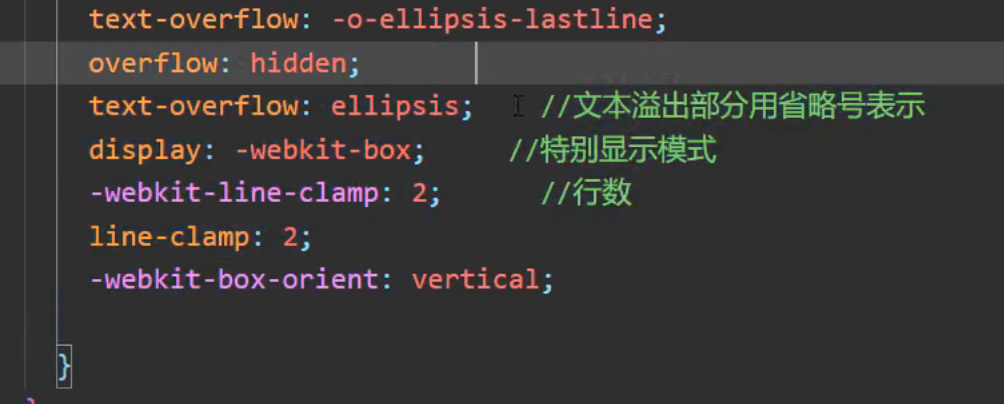 text-overflow: -o-ellipsis-lastline;
overflow: hidden;
text-overflow: ellipsis; //文本溢出部分用省略号表示
display: -webkit-box; //特别显示模式
-webkit-line-clamp: 2; //行数
line-clamp: 2;
-webkit-box-orient: vertical;
}